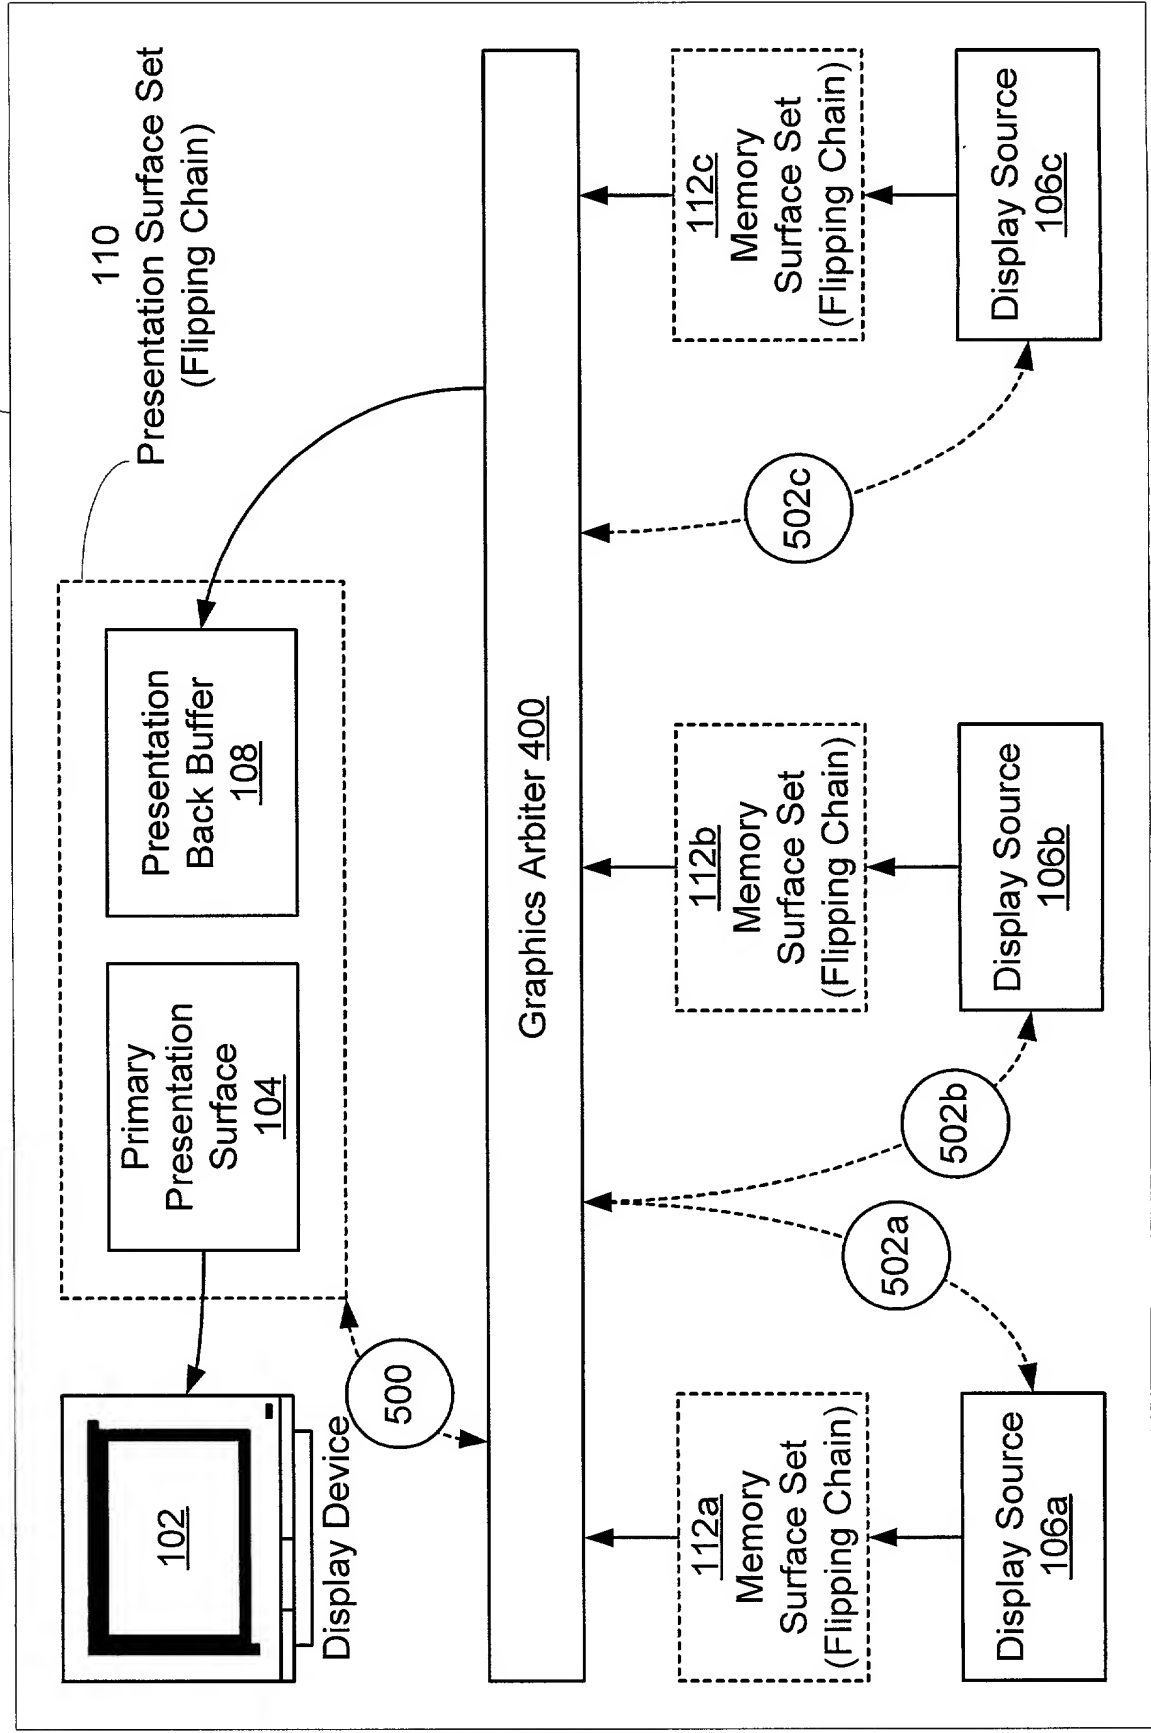 110
Presentation Surface Set
(Flipping Chain)
102
Display Device
Primary
Presentation
Surface
104
Presentation
Back Buffer
108
500
Graphics Arbiter 400
112a
Memory
Surface Set
(Flipping Chain)
112b
Memory
Surface Set
(Flipping Chain)
112c
Memory
Surface Set
(Flipping Chain)
502a
502b
502c
Display Source
106a
Display Source
106b
Display Source
106c